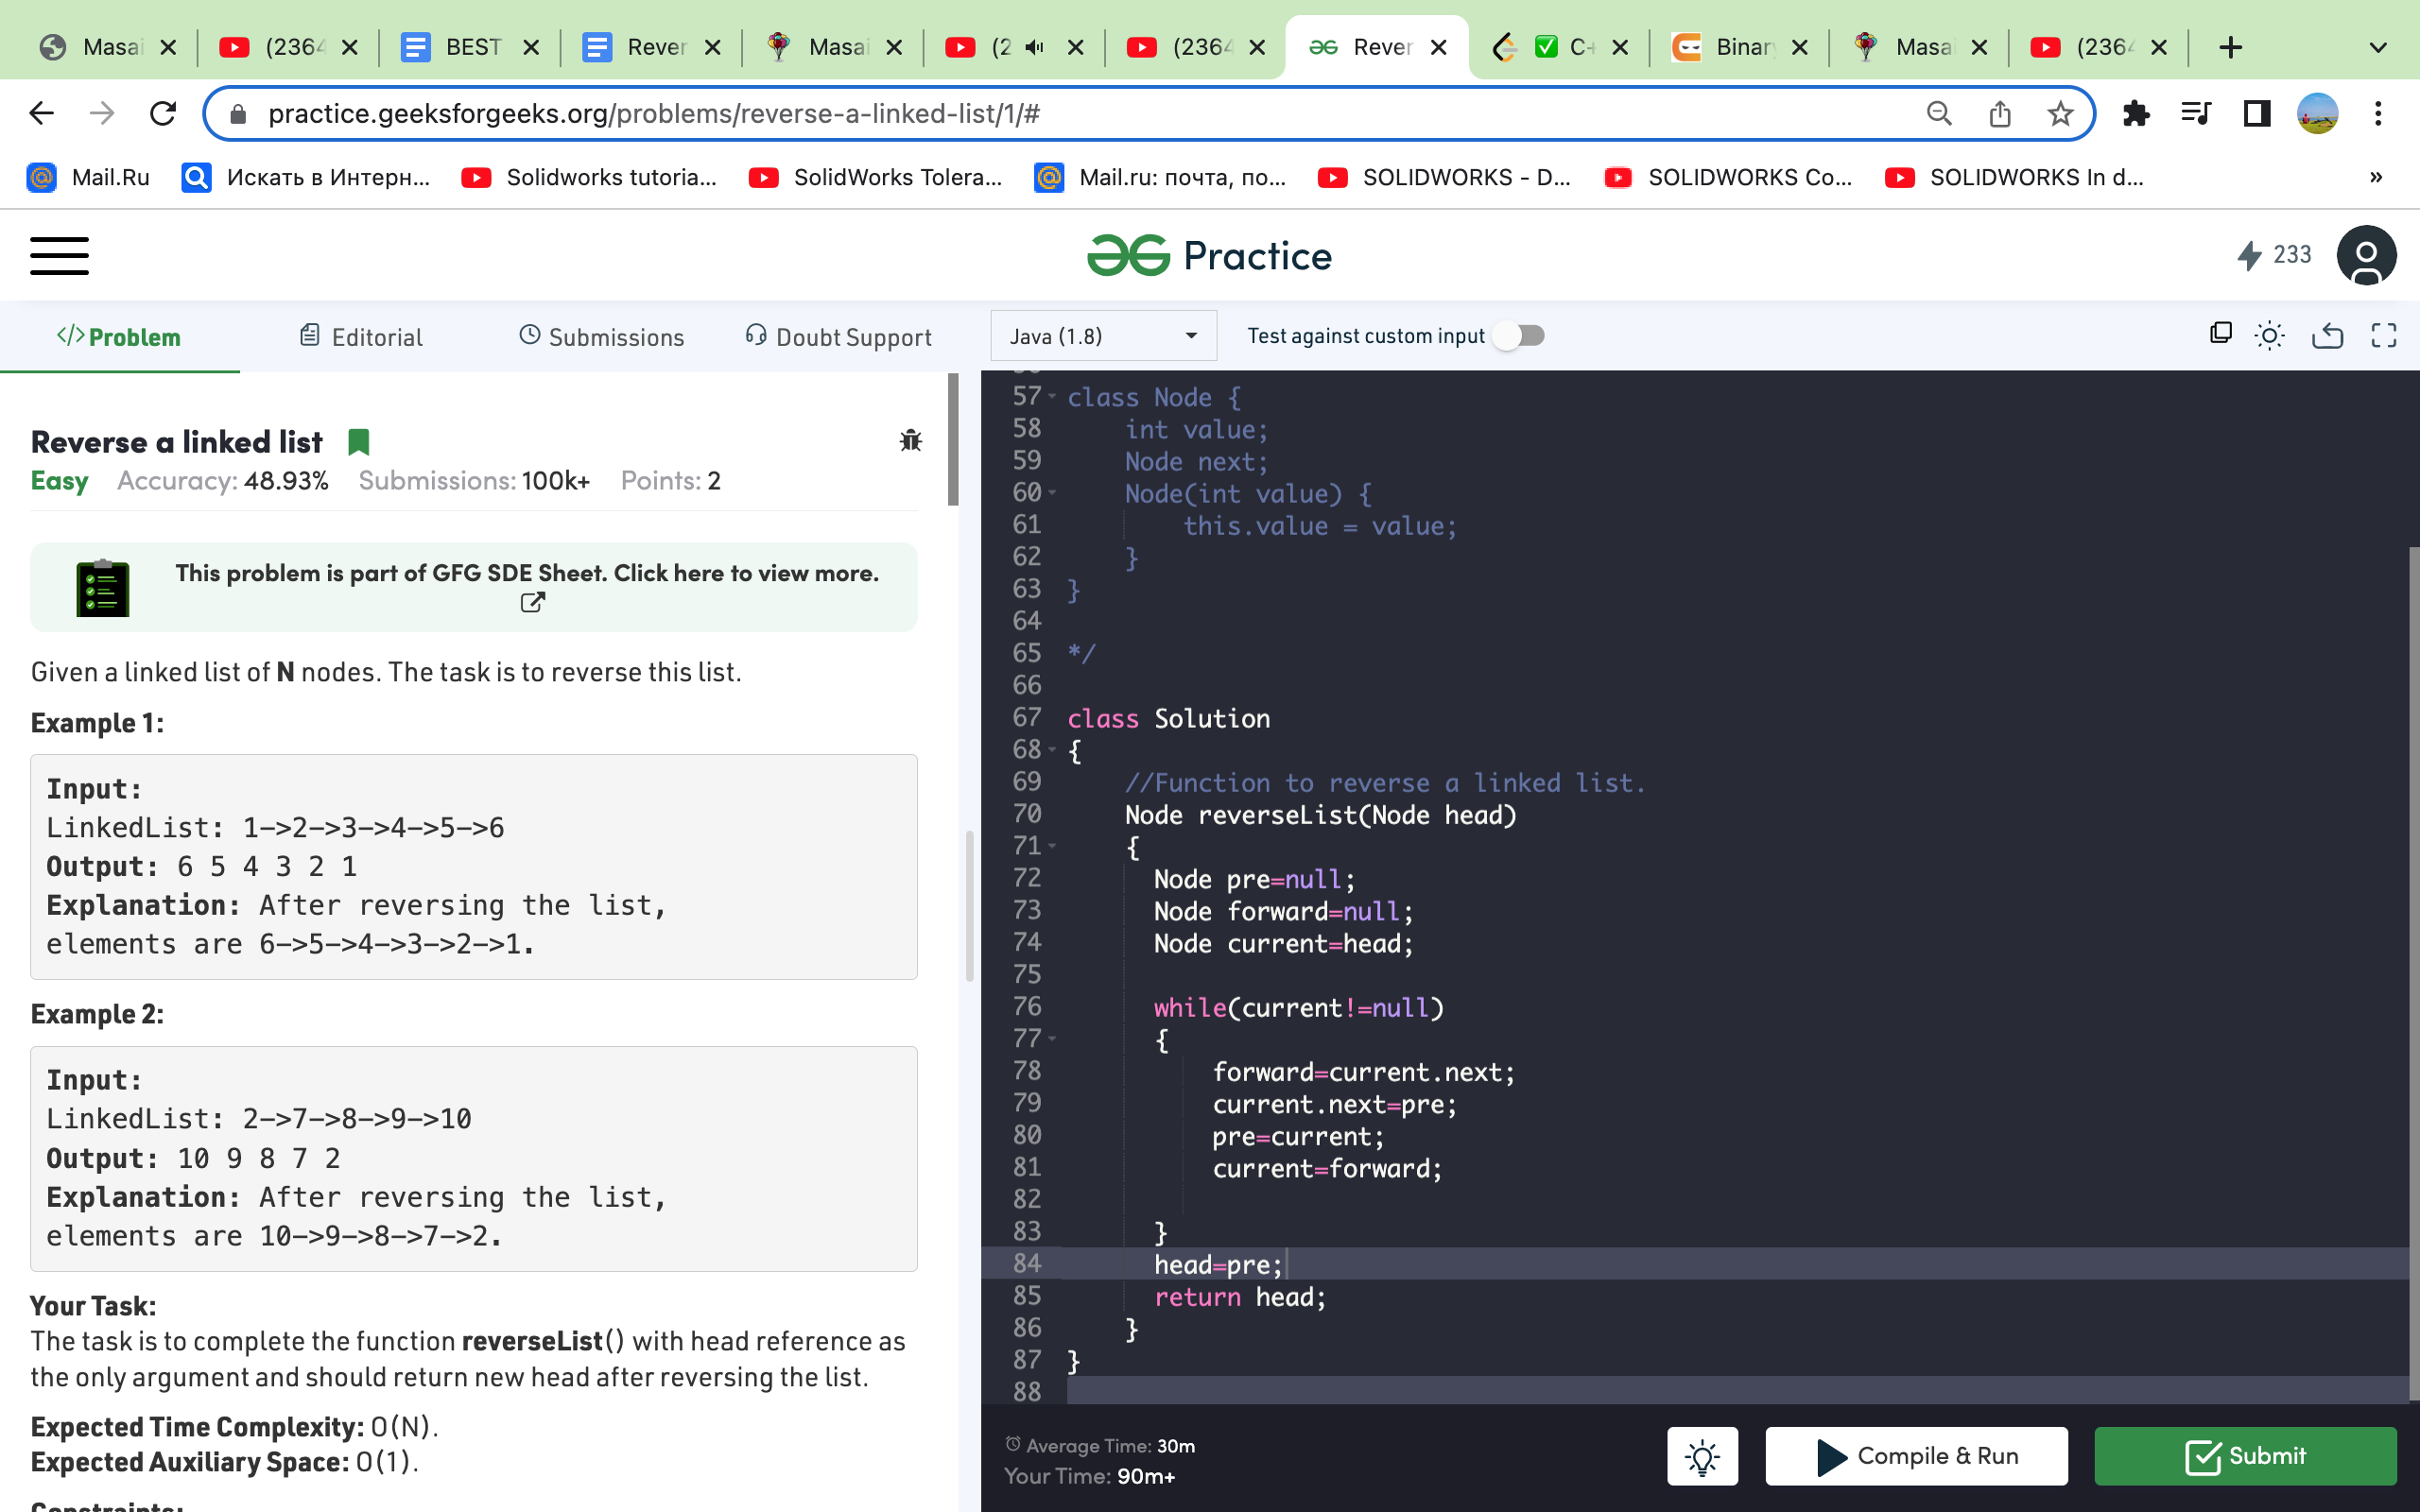 Masai
(2364
BEST
Rever
Masai
(2
(2364
Rever
C+
Binary
Masai
(2364
practice.geeksforgeeks.org/problems/reverse-a-linked-list/1/#
Mail.Ru
Искать в Интерн...
Solidworks tutoria...
SolidWorks Tolera...
Mail.ru: почта, по...
SOLIDWORKS - D...
SOLIDWORKS Co...
SOLIDWORKS In d...
»
Practice
233
</> Problem
Editorial
Submissions
Doubt Support
Java (1.8)
Test against custom input
Reverse a linked list
Easy Accuracy: 48.93% Submissions: 100k+ Points: 2
This problem is part of GFG SDE Sheet. Click here to view more.
Given a linked list of N nodes. The task is to reverse this list.
Example 1:
Input:
LinkedList: 1->2->3->4->5->6
Output: 6 5 4 3 2 1
Explanation: After reversing the list,
elements are 6->5->4->3->2->1.
Example 2:
Input:
LinkedList: 2->7->8->9->10
Output: 10 9 8 7 2
Explanation: After reversing the list,
elements are 10->9->8->7->2.
Your Task:
The task is to complete the function reverseList() with head reference as
the only argument and should return new head after reversing the list.
Expected Time Complexity: O(N).
Expected Auxiliary Space: O(1).
Constraints:
57 class Node {
58 int value;
59 Node next;
60 Node(int value) {
61 this.value = value;
62 }
63 }
64
65 */
66
67 class Solution
68 {
69 //Function to reverse a linked list.
70 Node reverseList(Node head)
71 {
72 Node pre=null;
73 Node forward=null;
74 Node current=head;
75
76 while(current!=null)
77 {
78 forward=current.next;
79 current.next=pre;
80 pre=current;
81 current=forward;
82
83 }
84 head=pre;
85 return head;
86 }
87 }
88
Average Time: 30m
Your Time: 90m+
Compile & Run
Submit